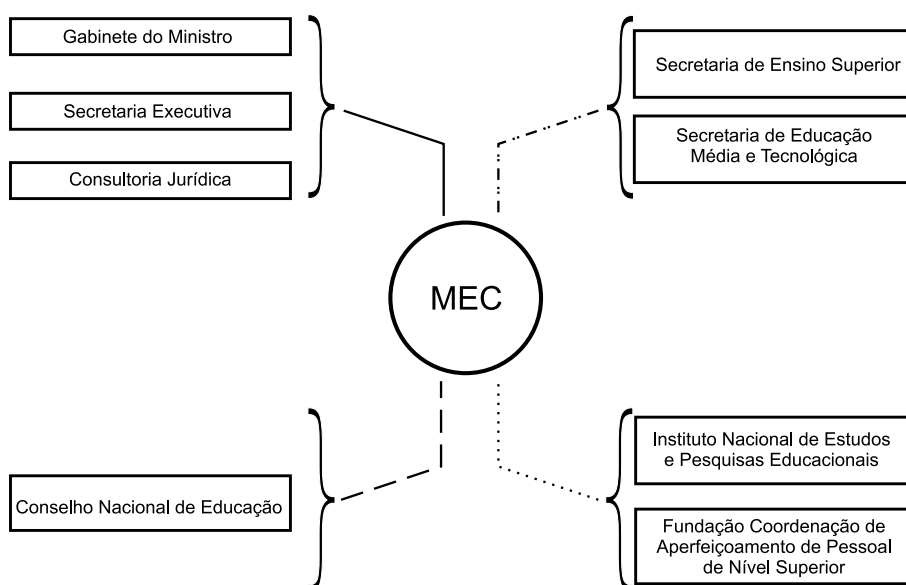 Gabinete do Ministro
Secretaria Executiva
Consultoria Jurídica
Secretaria de Ensino Superior
Secretaria de Educação
Média e Tecnológica
MEC
Conselho Nacional de Educação
Instituto Nacional de Estudos
e Pesquisas Educacionais
Fundação Coordenação de
Aperfeiçoamento de Pessoal
de Nível Superior